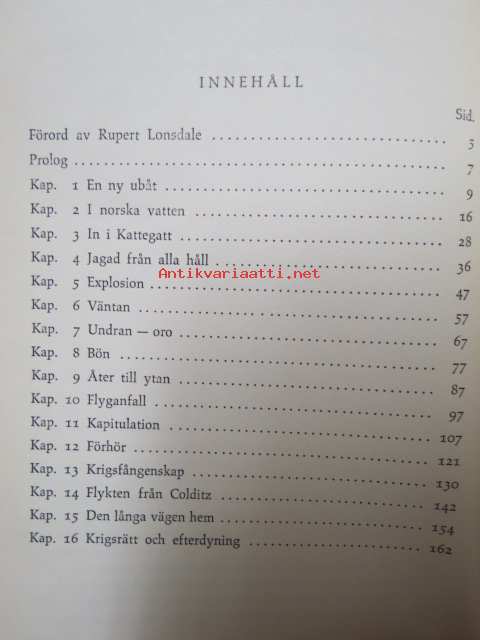 INNEHÅLL
Sid.
Förord av Rupert Lonsdale .............................. 3
Prolog .............................. 7
Kap. 1 En ny ubåt .............................. 9
Kap. 2 I norska vatten .............................. 16
Kap. 3 In i Kattegatt .............................. 28
Kap. 4 Jagad från alla håll .............................. 36
Antikvariaatti.net
Kap. 5 Explosion .............................. 47
Kap. 6 Väntan .............................. 57
Kap. 7 Undran — oro .............................. 67
Kap. 8 Bön .............................. 77
Kap. 9 Åter till ytan .............................. 87
Kap. 10 Flyganfall .............................. 97
Kap. 11 Kapitulation .............................. 107
Kap. 12 Förhör .............................. 121
Kap. 13 Krigsfångenskap .............................. 130
Kap. 14 Flykten från Colditz .............................. 142
Kap. 15 Den långa vägen hem .............................. 154
Kap. 16 Krigsrätt och efterdyning .............................. 162